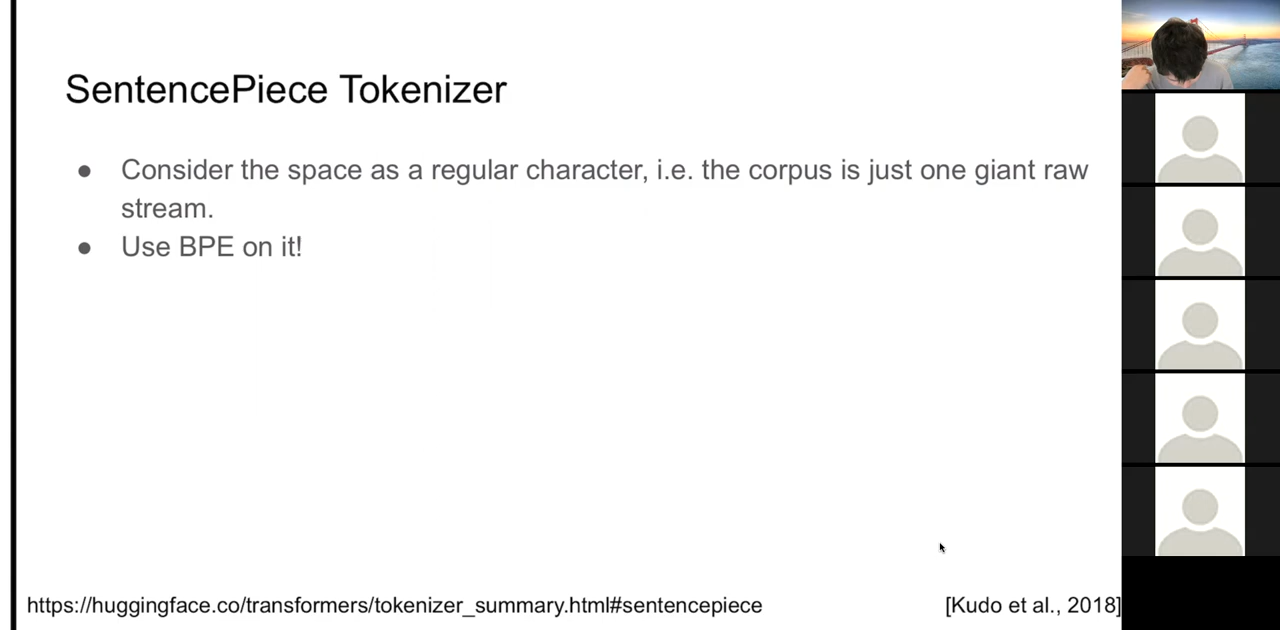 SentencePiece Tokenizer
● Consider the space as a regular character, i.e. the corpus is just one giant raw
stream.
● Use BPE on it!
https://huggingface.co/transformers/tokenizer_summary.html#sentencepiece
[Kudo et al., 2018]